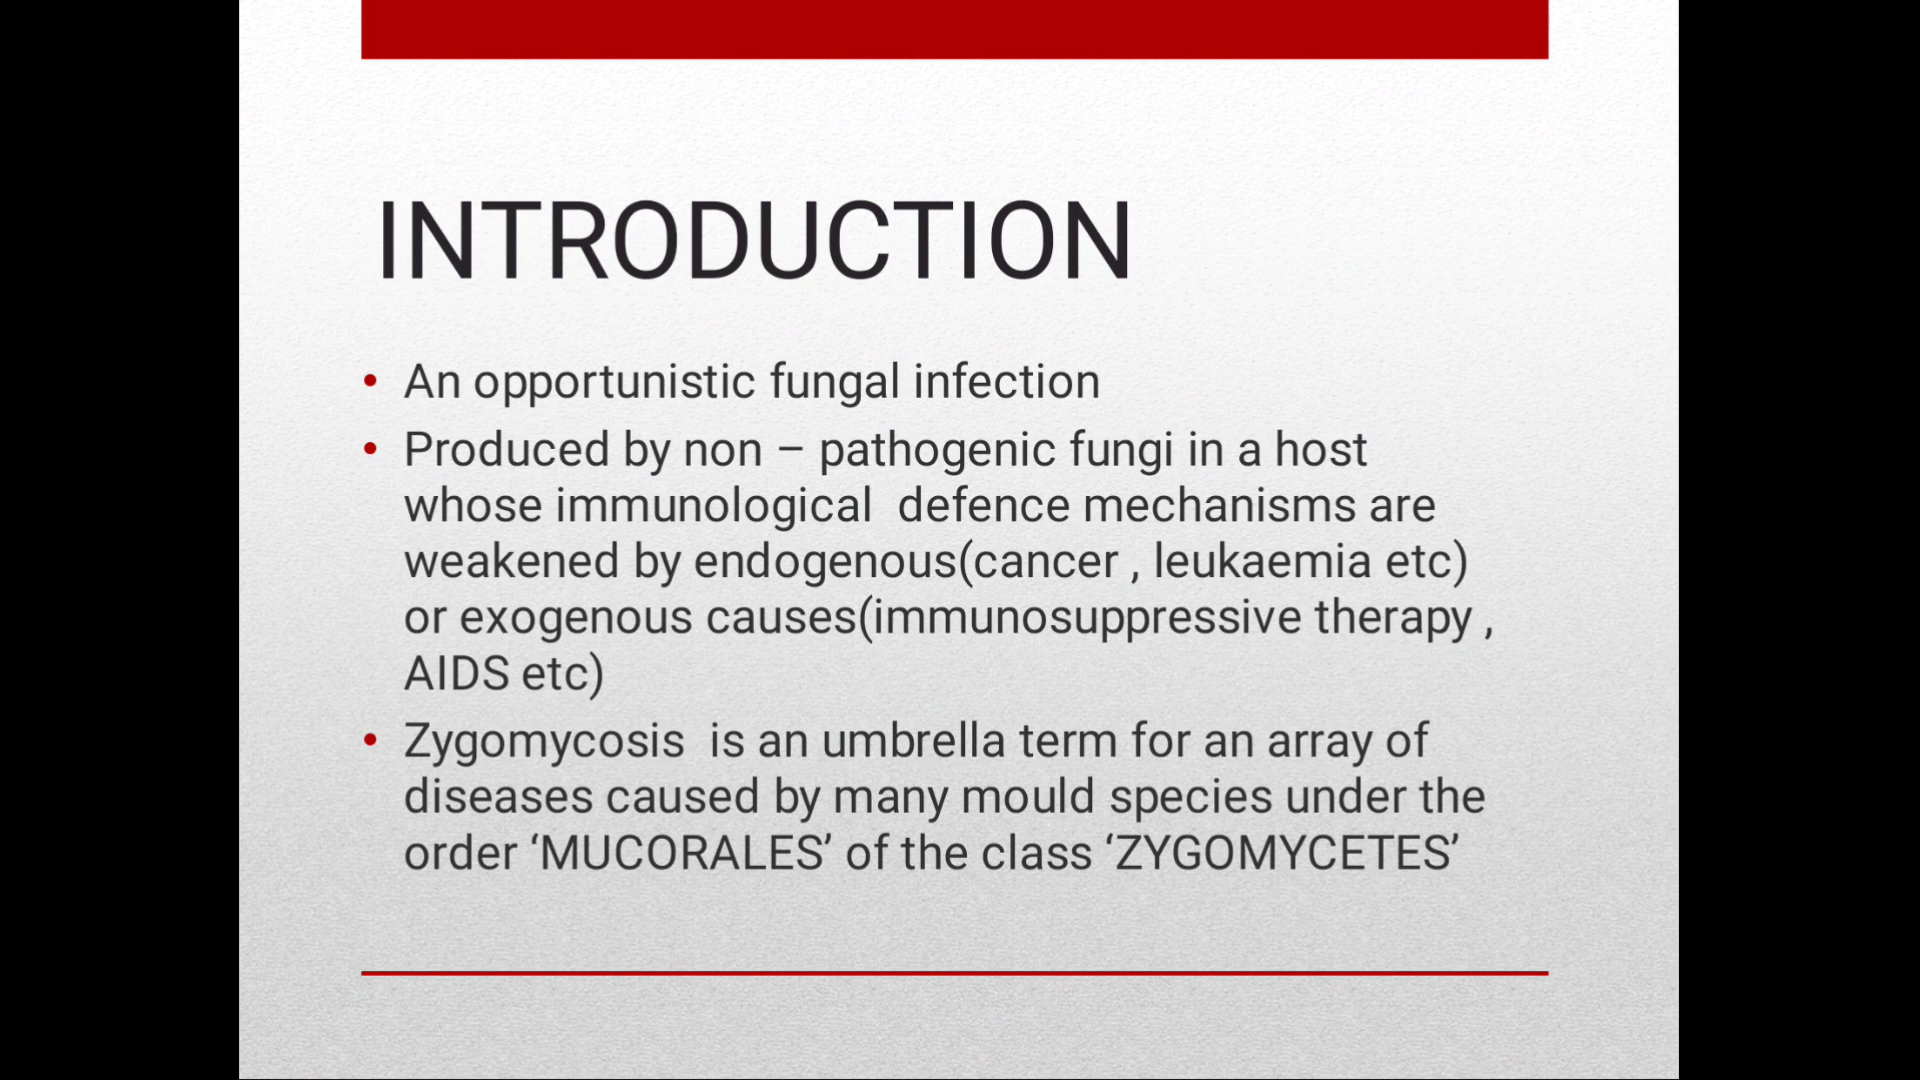 INTRODUCTION
• An opportunistic fungal infection
• Produced by non – pathogenic fungi in a host
whose immunological  defence mechanisms are
weakened by endogenous(cancer , leukaemia etc)
or exogenous causes(immunosuppressive therapy ,
AIDS etc)
• Zygomycosis  is an umbrella term for an array of
diseases caused by many mould species under the
order ‘MUCORALES’ of the class ‘ZYGOMYCETES’